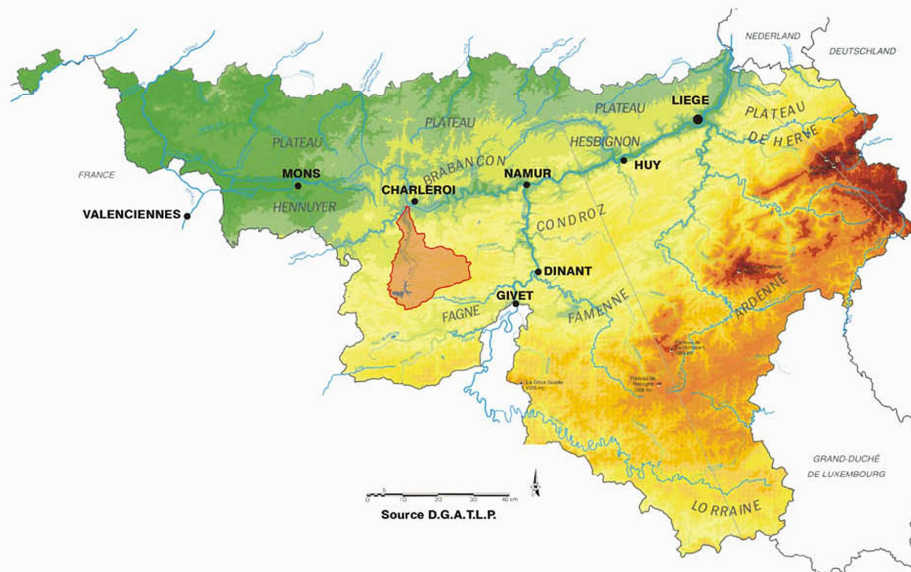 NEDERLAND
DEUTSCHLAND
LIEGE
PLATEAU
DE HERVE
PLATEAU
PLATEAU
PLATEAU
HESBIGNON
BRABANCON
HUY
NAMUR
MONS
CHARLEROI
FRANCE
HENNUYER
VALENCIENNES
CONDROZ
DINANT
GIVET
FAGNE
FAMENNE
ARDENNE
GRAND-DUCHÉ
DE LUXEMBOURG
LORRAINE
Source D.G.A.T.L.P.